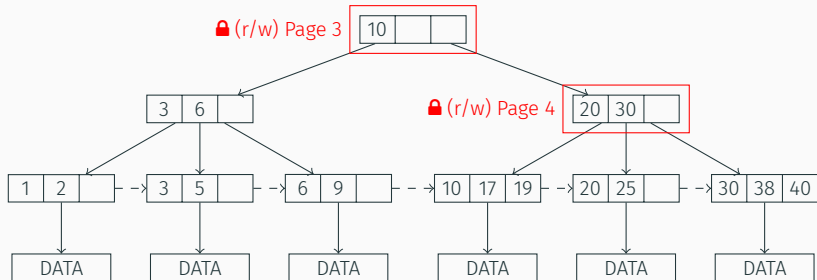 (r/w) Page 3 10
3 6 (r/w) Page 4 20 30
1 2 3 5 6 9 10 17 19 20 25 30 38 40
DATA DATA DATA DATA DATA DATA